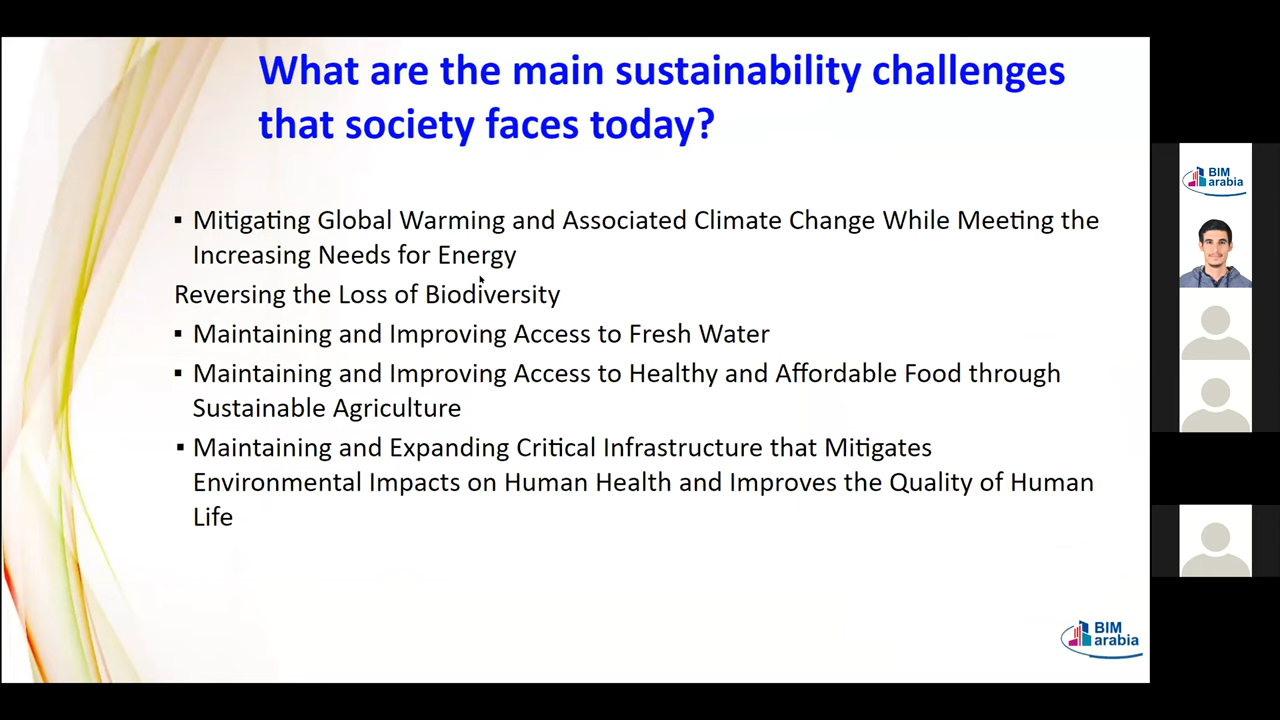 What are the main sustainability challenges
that society faces today?
▪ Mitigating Global Warming and Associated Climate Change While Meeting the
Increasing Needs for Energy
Reversing the Loss of Biodiversity
▪ Maintaining and Improving Access to Fresh Water
▪ Maintaining and Improving Access to Healthy and Affordable Food through
Sustainable Agriculture
▪ Maintaining and Expanding Critical Infrastructure that Mitigates
Environmental Impacts on Human Health and Improves the Quality of Human
Life
BIM
arabia
BIM
arabia